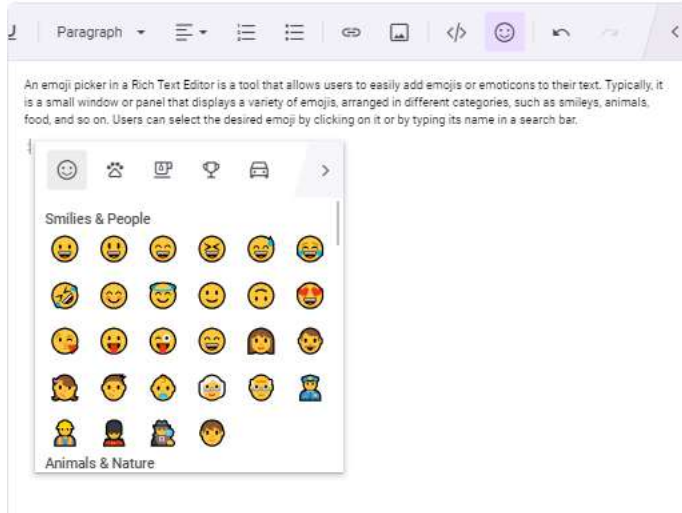 Paragraph
An emoji picker in a Rich Text Editor is a tool that allows users to easily add emojis or emoticons to their text. Typically, it
is a small window or panel that displays a variety of emojis, arranged in different categories, such as smileys, animals,
food, and so on. Users can select the desired emoji by clicking on it or by typing its name in a search bar.
:
Smilies & People
Animals & Nature